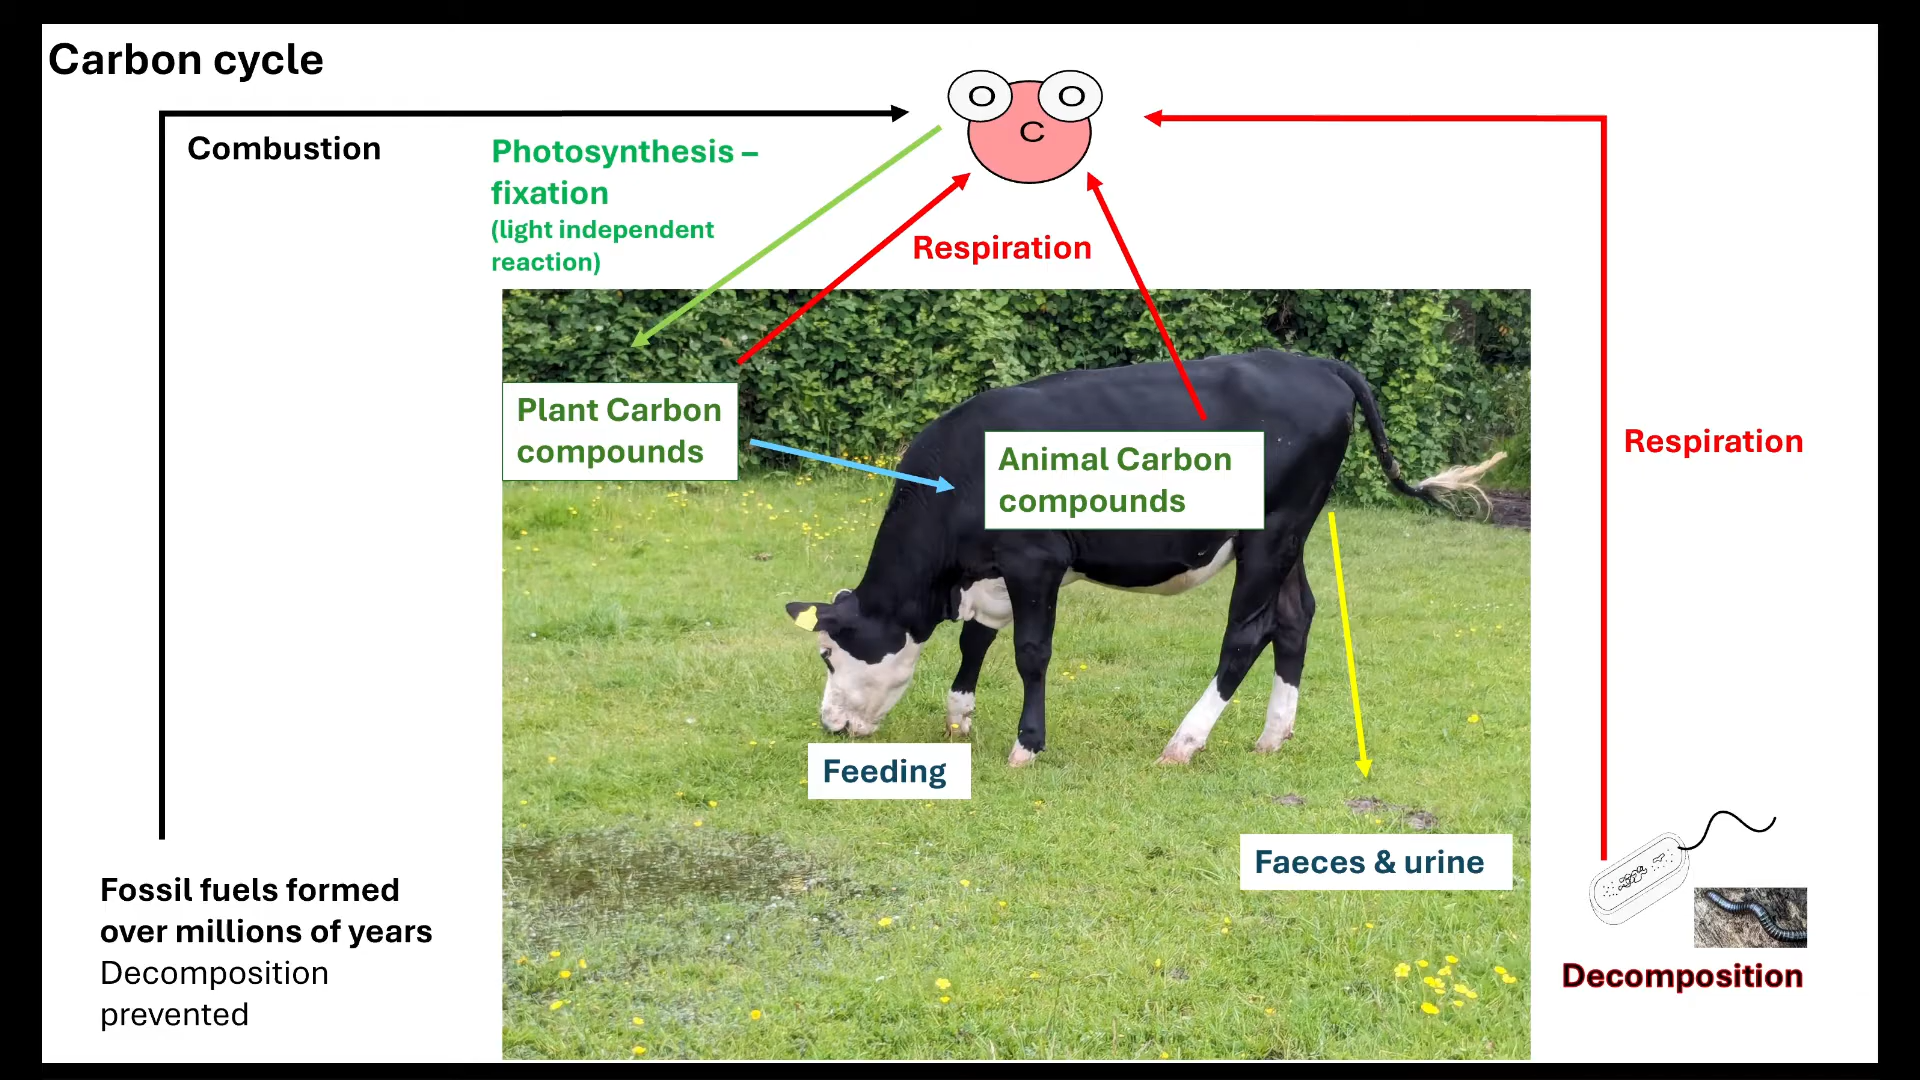 Carbon cycle
O O
C
Combustion
Photosynthesis –
fixation
(light independent
reaction)
Respiration
Plant Carbon
compounds
Animal Carbon
compounds
Respiration
Feeding
Faeces & urine
Fossil fuels formed
over millions of years
Decomposition
prevented
Decomposition